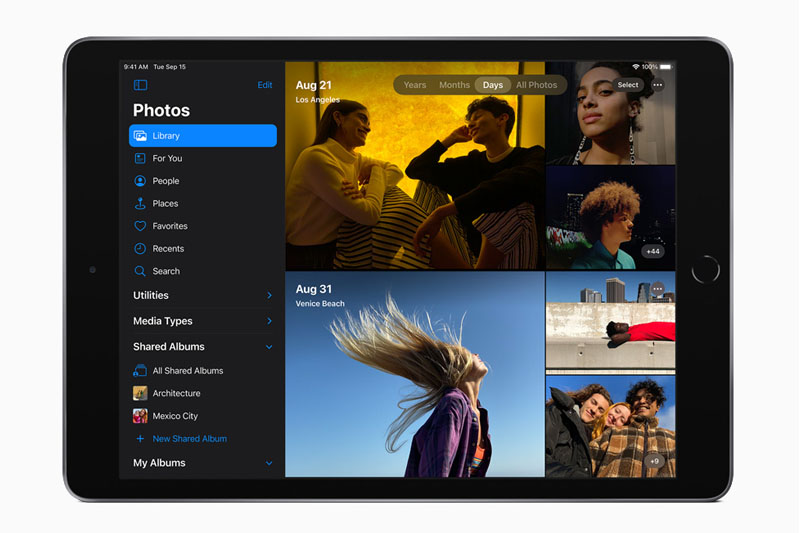 9:41 AM Tue Sep 15
100%
Edit
Photos
Library
For You
People
Places
Favorites
Recents
Search
Utilities
Media Types
Shared Albums
All Shared Albums
Architecture
Mexico City
New Shared Album
My Albums
Aug 21
Los Angeles
Years Months Days All Photos
Select
+44
Aug 31
Venice Beach
+9